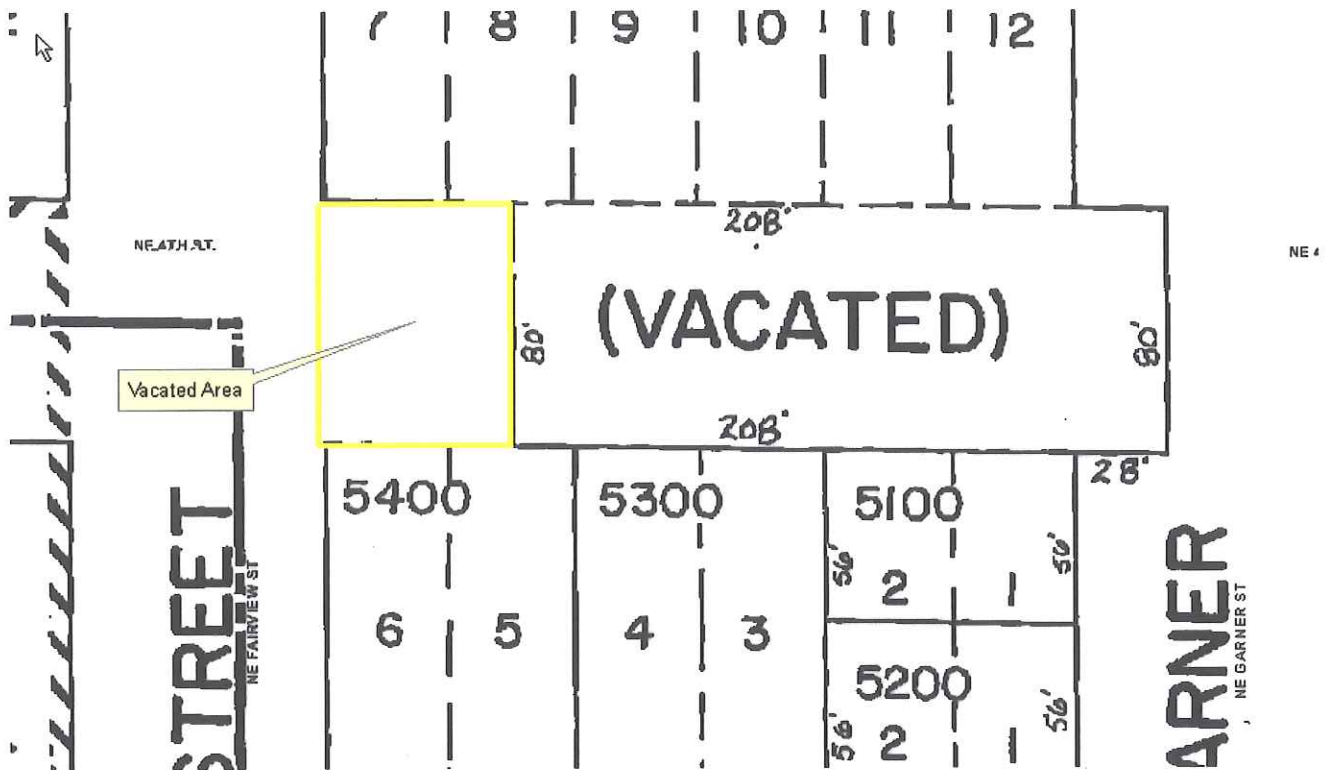 7 8 9 10 11 12
208'
NE 4TH ST.
NE 4
(VACATED)
80'
80'
Vacated Area
208'
28'
5400 5300 5100
56' 56'
2 1
6 5 4 3
5200
56' 56'
2 1
STREET
NE FAIRVIEW ST
ARNER
NE GARNER ST